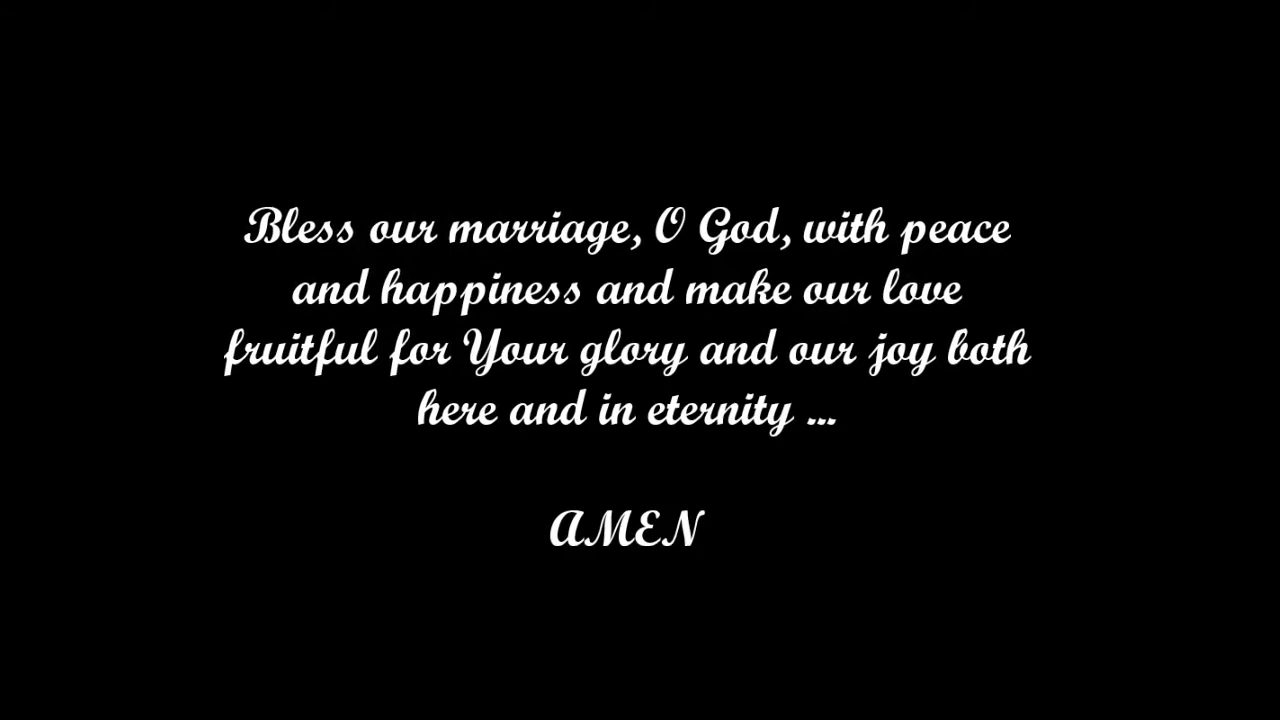 Bless our marriage, O God, with peace
and happiness and make our love
fruitful for Your glory and our joy both
here and in eternity ...
AMEN